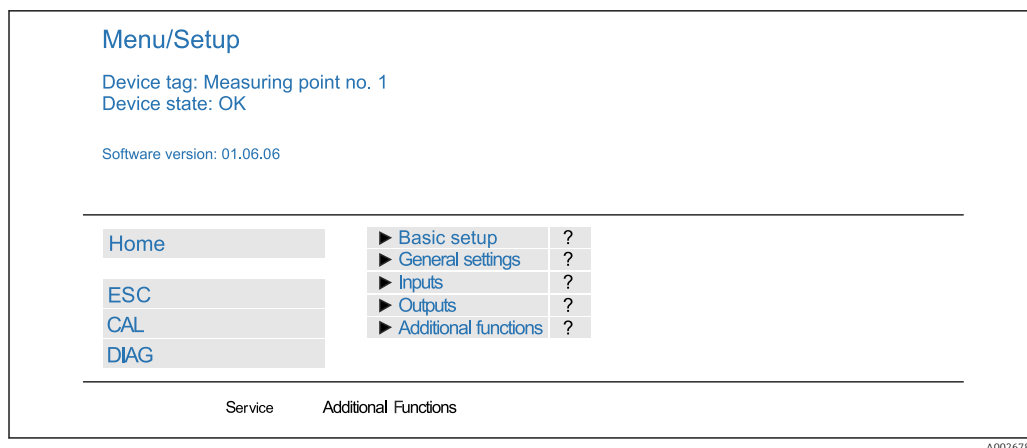 Menu/Setup
Device tag: Measuring point no. 1
Device state: OK
Software version: 01.06.06
Home
ESC
CAL
DIAG
► Basic setup ?
► General settings ?
► Inputs ?
► Outputs ?
► Additional functions ?
Service Additional Functions